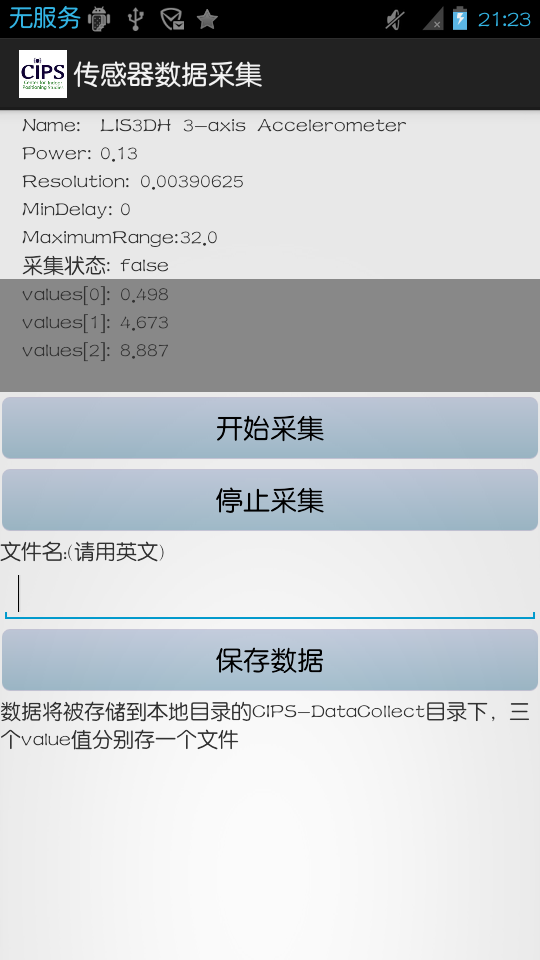 无服务 21:23
CIPS 传感器数据采集
Center for Indoor
Positioning Studies
Name: LIS3DH 3-axis Accelerometer
Power: 0.13
Resolution: 0.00390625
MinDelay: 0
MaximumRange:32.0
采集状态: false
values[0]: 0.498
values[1]: 4.673
values[2]: 8.887
开始采集
停止采集
文件名:(请用英文)
保存数据
数据将被存储到本地目录的CIPS-DataCollect目录下，三
个value值分别存一个文件